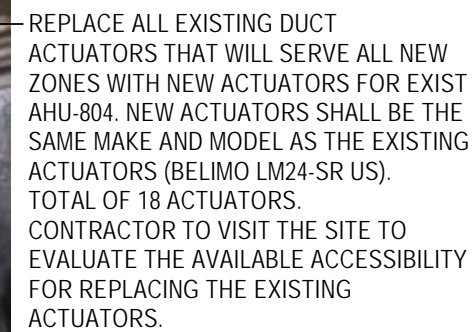 REPLACE ALL EXISTING DUCT
ACTUATORS THAT WILL SERVE ALL NEW
ZONES WITH NEW ACTUATORS FOR EXIST
AHU-804. NEW ACTUATORS SHALL BE THE
SAME MAKE AND MODEL AS THE EXISTING
ACTUATORS (BELIMO LM24-SR US).
TOTAL OF 18 ACTUATORS.
CONTRACTOR TO VISIT THE SITE TO
EVALUATE THE AVAILABLE ACCESSIBILITY
FOR REPLACING THE EXISTING
ACTUATORS.